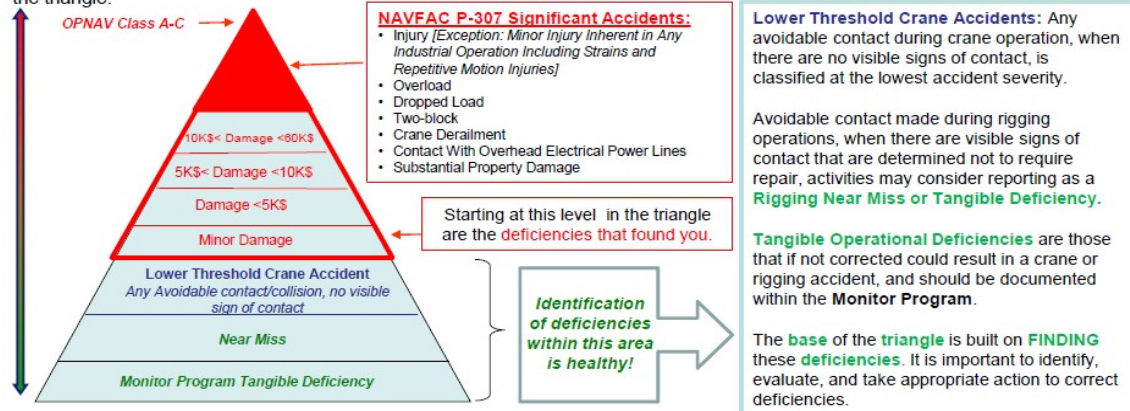 the triangle.
OPNAV Class A-C
NAVFAC P-307 Significant Accidents:
• Injury [Exception: Minor Injury Inherent in Any
Industrial Operation Including Strains and
Repetitive Motion Injuries]
• Overload
• Dropped Load
• Two-block
• Crane Derailment
• Contact With Overhead Electrical Power Lines
• Substantial Property Damage
10K$< Damage <60K$
5K$< Damage <10K$
Damage <5K$
Minor Damage
Starting at this level in the triangle
are the deficiencies that found you.
Lower Threshold Crane Accident
Any Avoidable contact/collision, no visible
sign of contact
Near Miss
Monitor Program Tangible Deficiency
Identification
of deficiencies
within this area
is healthy!
Lower Threshold Crane Accidents: Any
avoidable contact during crane operation, when
there are no visible signs of contact, is
classified at the lowest accident severity.
Avoidable contact made during rigging
operations, when there are visible signs of
contact that are determined not to require
repair, activities may consider reporting as a
Rigging Near Miss or Tangible Deficiency.
Tangible Operational Deficiencies are those
that if not corrected could result in a crane or
rigging accident, and should be documented
within the Monitor Program.
The base of the triangle is built on FINDING
these deficiencies. It is important to identify,
evaluate, and take appropriate action to correct
deficiencies.